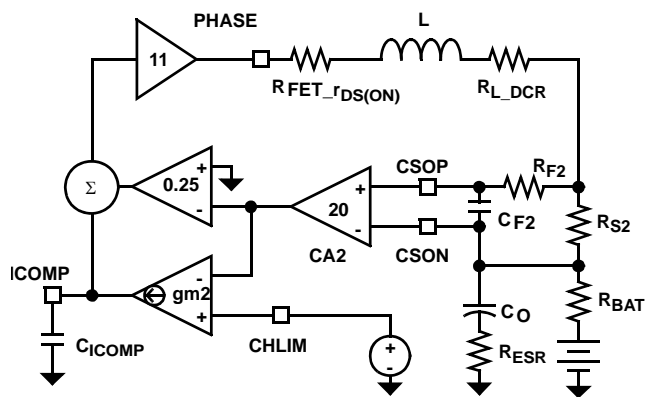 PHASE
L
11
RFET_rDS(ON)
RL_DCR
Σ
+
0.25
-
CSOP
RF2
+
20
-
CF2
RS2
CA2
CSON
ICOMP
-
gm2
+
CO
RBAT
CICOMP
CHLIM
+
-
RESR